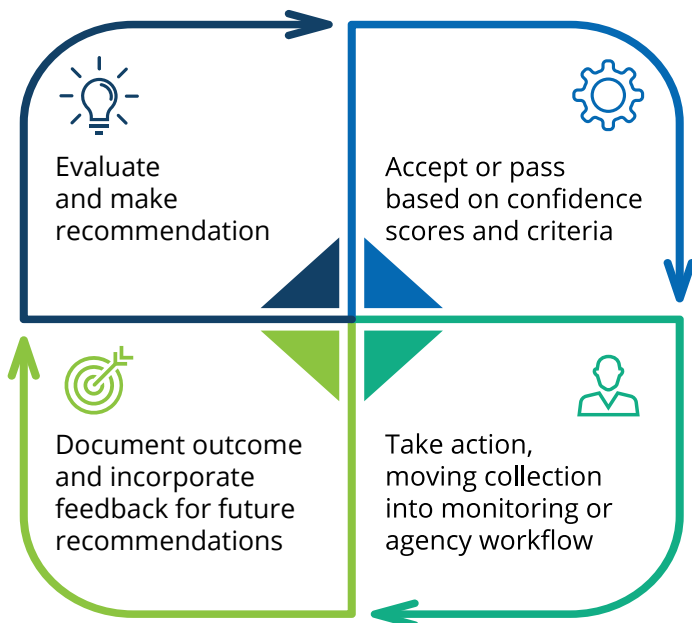 Evaluate
and make
recommendation
Accept or pass
based on confidence
scores and criteria
Document outcome
and incorporate
feedback for future
recommendations
Take action,
moving collection
into monitoring or
agency workflow